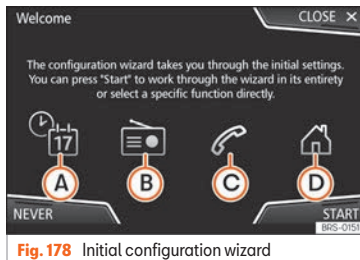 Welcome
CLOSE ×
The configuration wizard takes you through the initial settings.
You can press "Start" to work through the wizard in its entirety
or select a specific function directly.
17
A B C D
NEVER
START
BRS-0151
Fig. 178 Initial configuration wizard